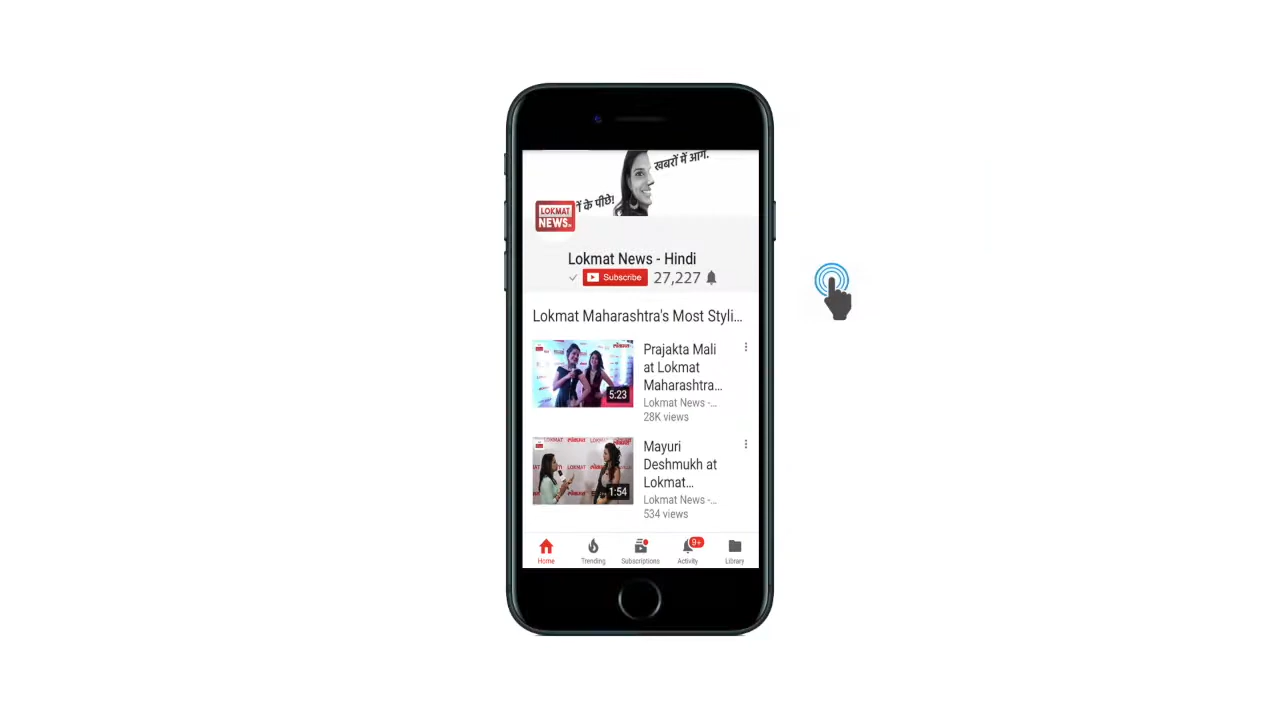 खबरों में आगे.
के पीछे!
LOKMAT
NEWS
Lokmat News - Hindi
Subscribe 27,227
Lokmat Maharashtra's Most Styli...
Prajakta Mali
at Lokmat
Maharashtra...
Lokmat News -...
28K views
5:23
Mayuri
Deshmukh at
Lokmat...
Lokmat News -...
534 views
LOKMAT
1:54
9+
Home Trending Subscriptions Activity Library